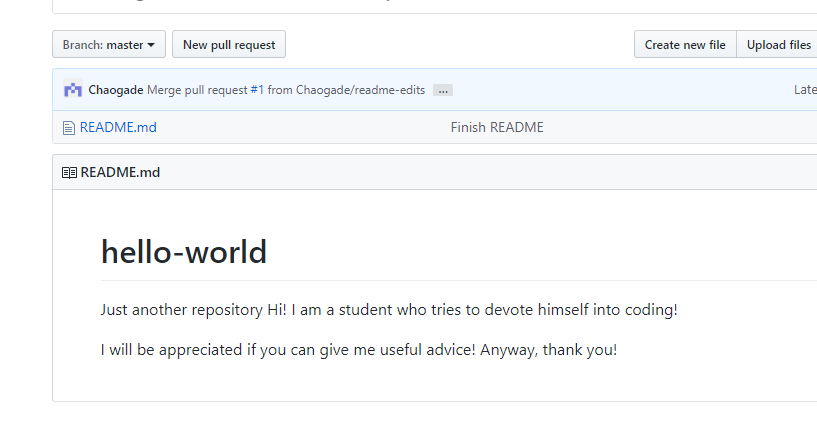 Branch: master New pull request Create new file Upload files
Chaogade Merge pull request #1 from Chaogade/readme-edits ... Late
README.md Finish README
README.md
hello-world
Just another repository Hi! I am a student who tries to devote himself into coding!
I will be appreciated if you can give me useful advice! Anyway, thank you!